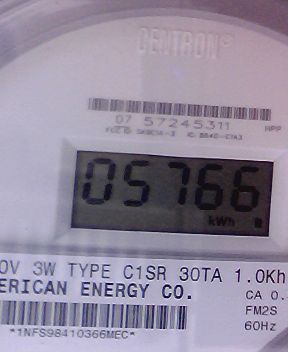 CENTRON®
07 57245311
05766
kWh
0V 3W TYPE C1SR 30TA 1.0Kh
ERICAN ENERGY CO.
CA 0.
FM2S
60Hz
*1NFS98410366MEC*